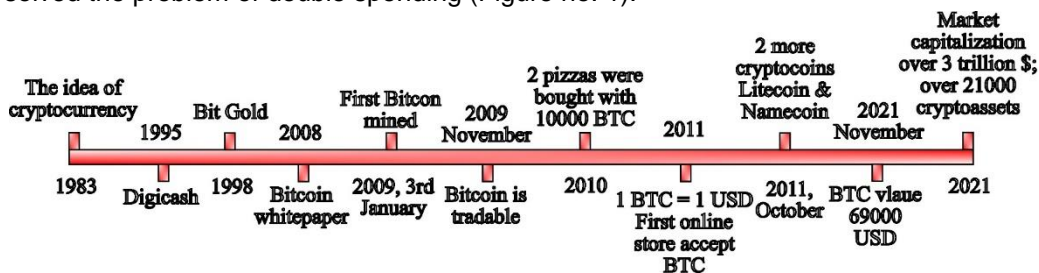 solved the problem of double spending (Figure no. 1).
The idea of
cryptocurrency
1983
1995
Digicash
Bit Gold
1998
2008
Bitcoin
whitepaper
First Bitcon
mined
2009, 3rd
January
2009
November
Bitcoin is
tradable
2 pizzas were
bought with
10000 BTC
2010
2011
1 BTC = 1 USD
First online
store accept
BTC
2 more
cryptocoins
Litecoin &
Namecoin
2011,
October
2021
November
BTC vlaue
69000
USD
Market
capitalization
over 3 trillion $;
over 21000
cryptoassets
2021